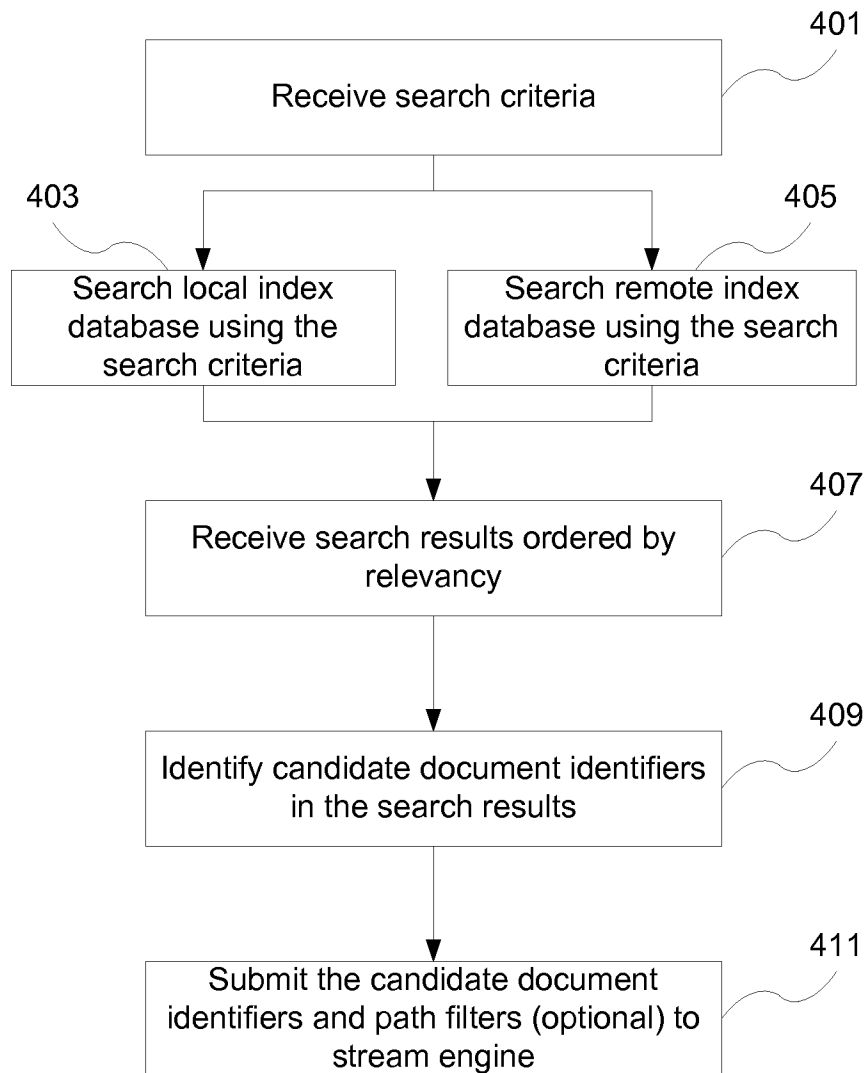 401
Receive search criteria
403
405
Search local index
database using the
search criteria
Search remote index
database using the search
criteria
407
Receive search results ordered by
relevancy
409
Identify candidate document identifiers
in the search results
411
Submit the candidate document
identifiers and path filters (optional) to
stream engine